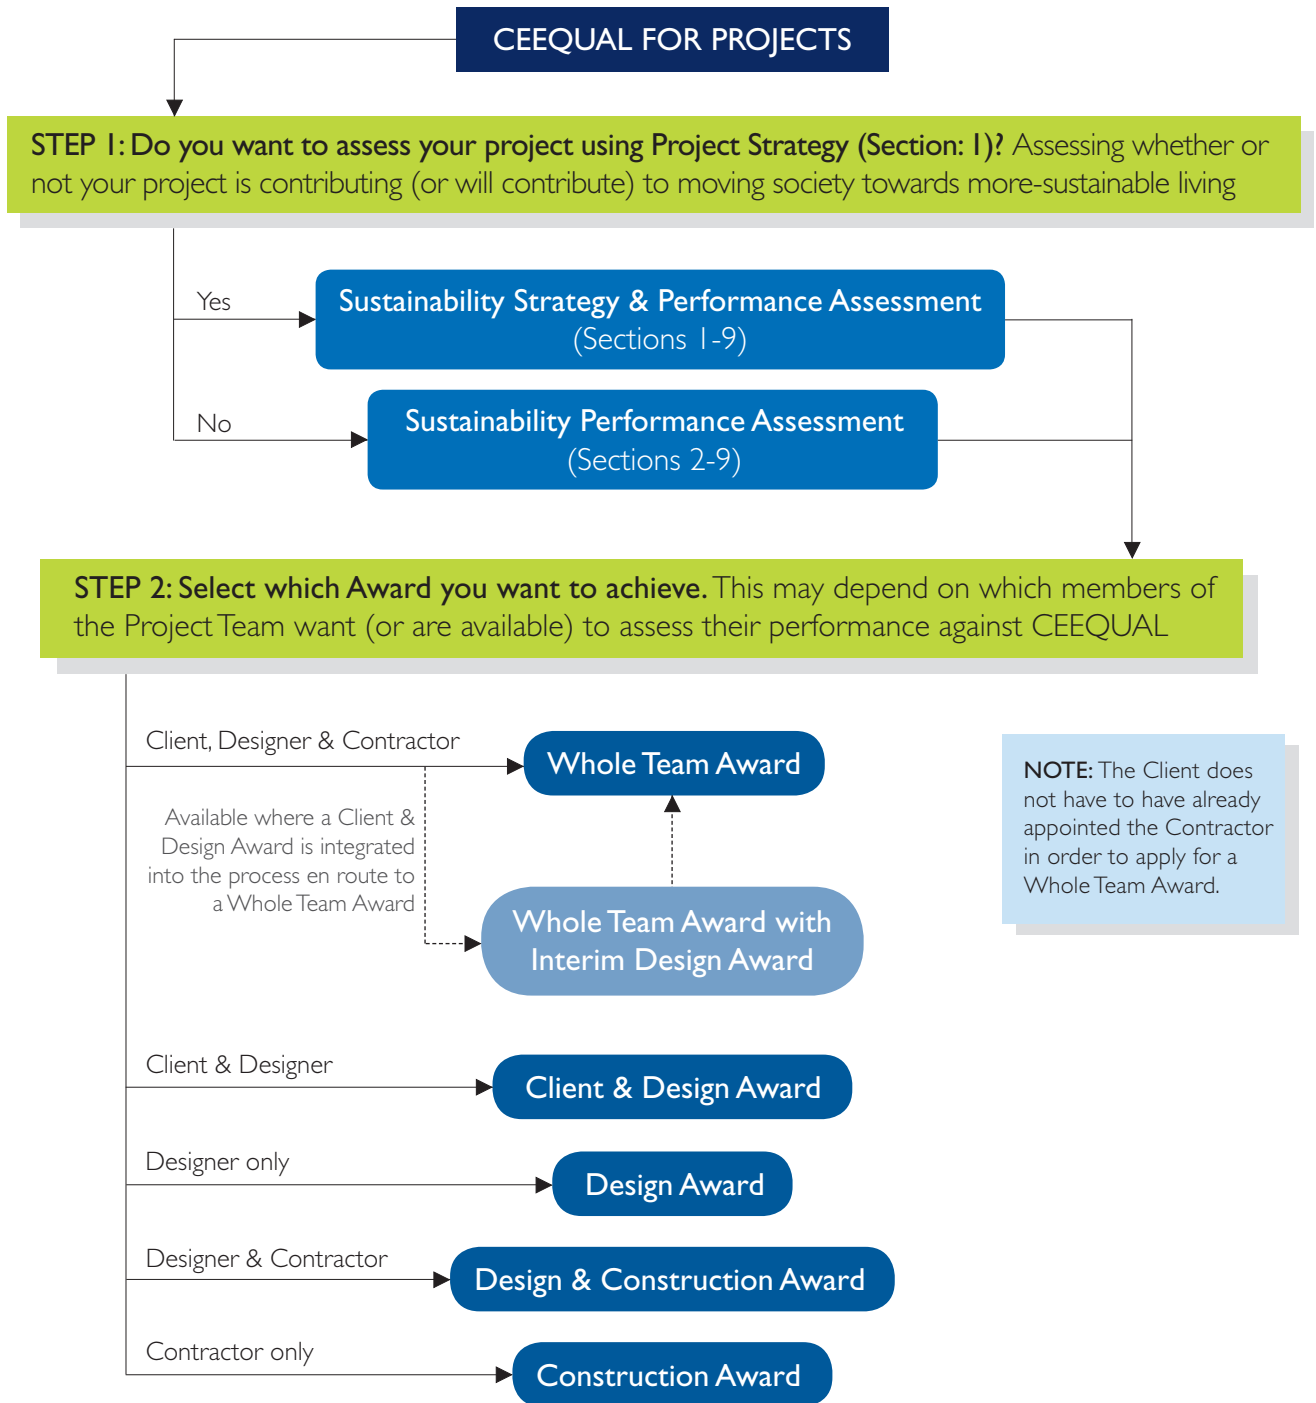 CEEQUAL FOR PROJECTS
STEP 1: Do you want to assess your project using Project Strategy (Section: 1)? Assessing whether or
not your project is contributing (or will contribute) to moving society towards more-sustainable living
Yes
Sustainability Strategy & Performance Assessment
(Sections 1-9)
No
Sustainability Performance Assessment
(Sections 2-9)
STEP 2: Select which Award you want to achieve. This may depend on which members of
the Project Team want (or are available) to assess their performance against CEEQUAL
Client, Designer & Contractor
Whole Team Award
Available where a Client &
Design Award is integrated
into the process en route to
a Whole Team Award
Whole Team Award with
Interim Design Award
NOTE: The Client does
not have to have already
appointed the Contractor
in order to apply for a
Whole Team Award.
Client & Designer
Client & Design Award
Designer only
Design Award
Designer & Contractor
Design & Construction Award
Contractor only
Construction Award